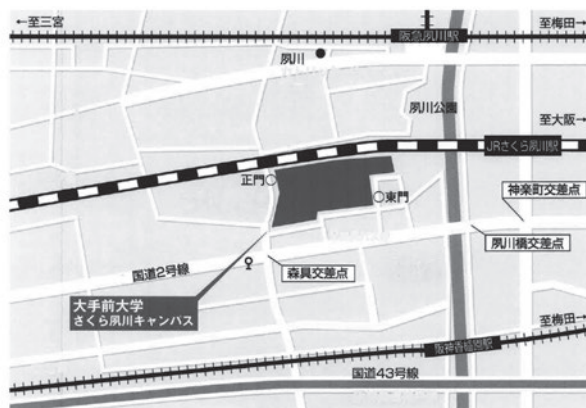 ←至三宮
阪急夙川駅
至梅田→
夙川
夙川公園
至大阪→
JRさくら夙川駅
正門
東門
神楽町交差点
夙川橋交差点
国道2号線
森具交差点
大手前大学
さくら夙川キャンパス
至梅田→
阪神香櫨園駅
国道43号線